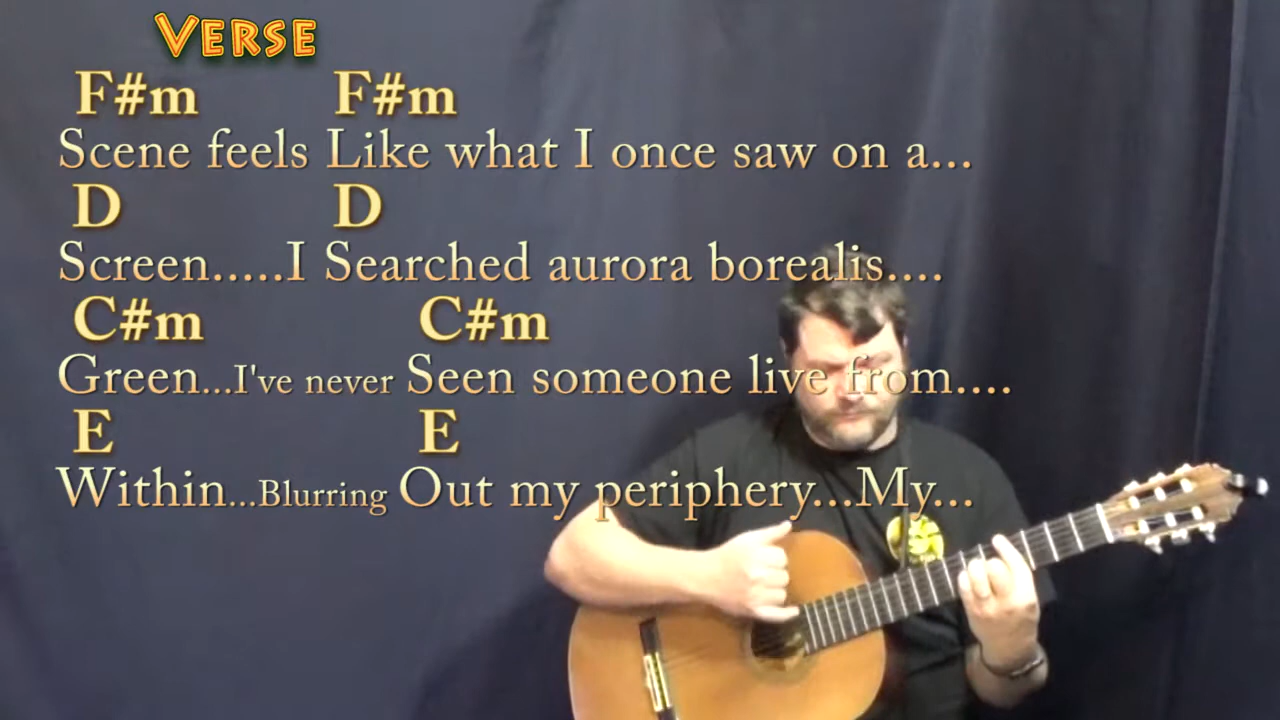 VERSE
F#m F#m
Scene feels Like what I once saw on a...
D D
Screen.....I Searched aurora borealis....
C#m C#m
Green...I've never Seen someone live from....
E E
Within...Blurring Out my periphery...My...